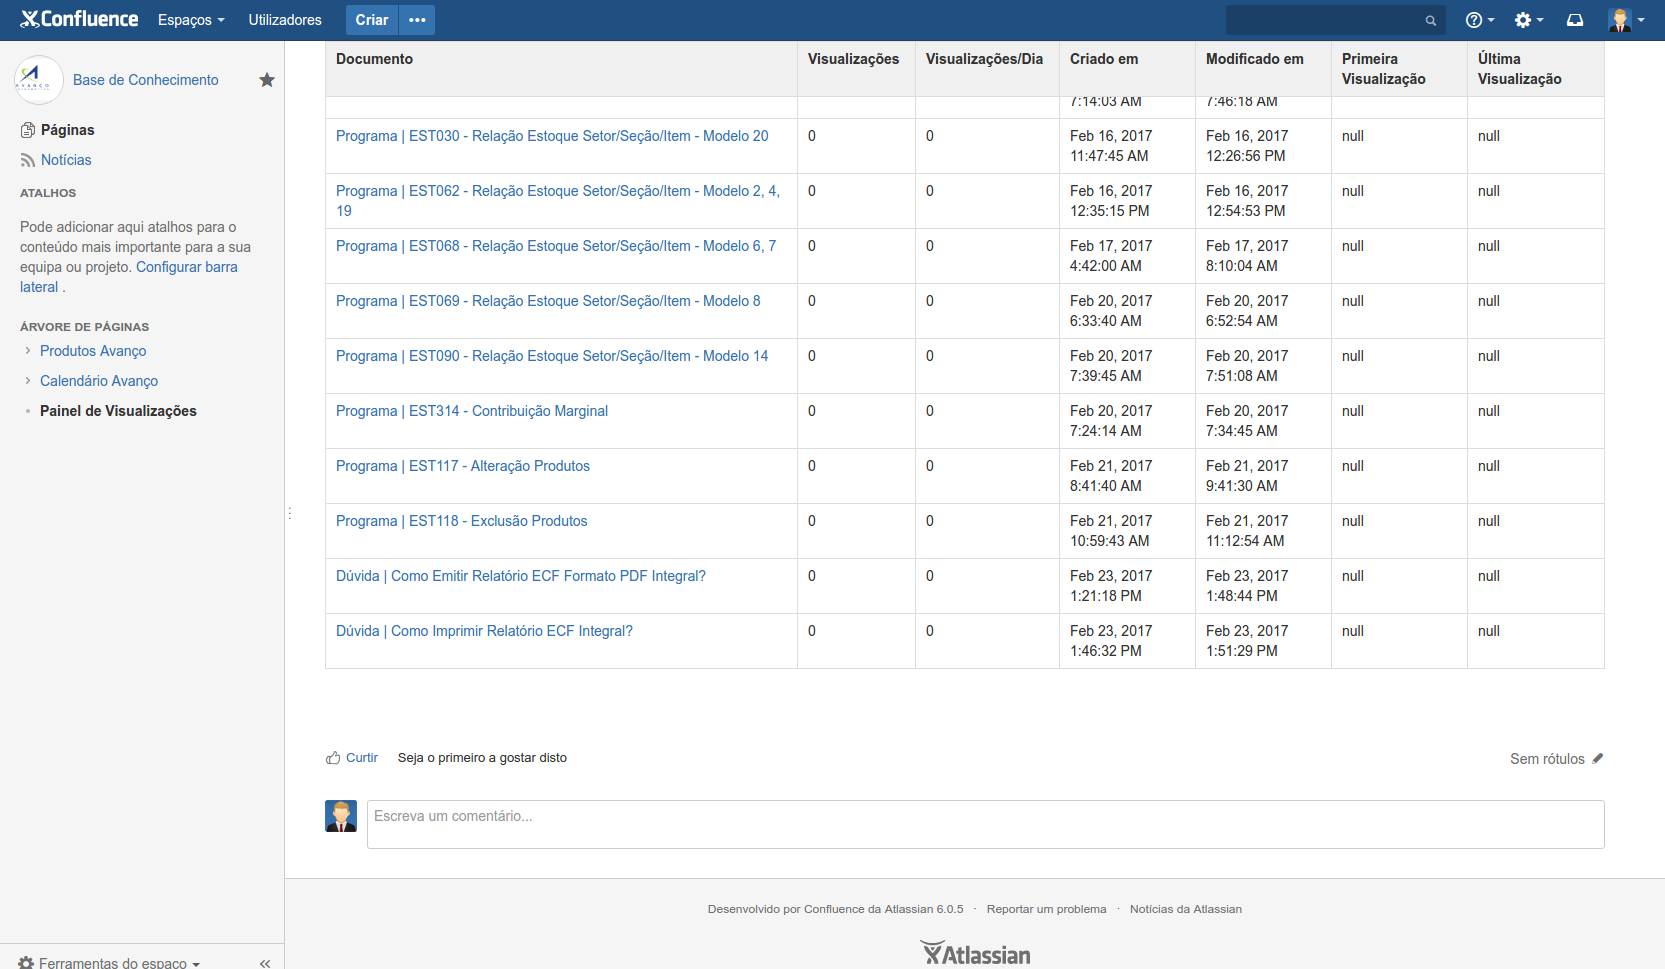 Confluence Espaços Utilizadores Criar •••
Base de Conhecimento
Páginas
Notícias
ATALHOS
Pode adicionar aqui atalhos para o
conteúdo mais importante para a sua
equipa ou projeto. Configurar barra
lateral .
ÁRVORE DE PÁGINAS
Produtos Avanço
Calendário Avanço
Painel de Visualizações
Ferramentas do espaço
Documento Visualizações Visualizações/Dia Criado em Modificado em Primeira Última
Visualização Visualização
7:14:03 AM 7:46:18 AM
Programa | EST030 - Relação Estoque Setor/Seção/Item - Modelo 20 0 0 Feb 16, 2017 Feb 16, 2017 null null
11:47:45 AM 12:26:56 PM
Programa | EST062 - Relação Estoque Setor/Seção/Item - Modelo 2, 4, 0 0 Feb 16, 2017 Feb 16, 2017 null null
19 12:35:15 PM 12:54:53 PM
Programa | EST068 - Relação Estoque Setor/Seção/Item - Modelo 6, 7 0 0 Feb 17, 2017 Feb 17, 2017 null null
4:42:00 AM 8:10:04 AM
Programa | EST069 - Relação Estoque Setor/Seção/Item - Modelo 8 0 0 Feb 20, 2017 Feb 20, 2017 null null
6:33:40 AM 6:52:54 AM
Programa | EST090 - Relação Estoque Setor/Seção/Item - Modelo 14 0 0 Feb 20, 2017 Feb 20, 2017 null null
7:39:45 AM 7:51:08 AM
Programa | EST314 - Contribuição Marginal 0 0 Feb 20, 2017 Feb 20, 2017 null null
7:24:14 AM 7:34:45 AM
Programa | EST117 - Alteração Produtos 0 0 Feb 21, 2017 Feb 21, 2017 null null
8:41:40 AM 9:41:30 AM
Programa | EST118 - Exclusão Produtos 0 0 Feb 21, 2017 Feb 21, 2017 null null
10:59:43 AM 11:12:54 AM
Dúvida | Como Emitir Relatório ECF Formato PDF Integral? 0 0 Feb 23, 2017 Feb 23, 2017 null null
1:21:18 PM 1:48:44 PM
Dúvida | Como Imprimir Relatório ECF Integral? 0 0 Feb 23, 2017 Feb 23, 2017 null null
1:46:32 PM 1:51:29 PM
Curtir Seja o primeiro a gostar disto Sem rótulos
Escreva um comentário...
Desenvolvido por Confluence da Atlassian 6.0.5 · Reportar um problema · Notícias da Atlassian
Atlassian